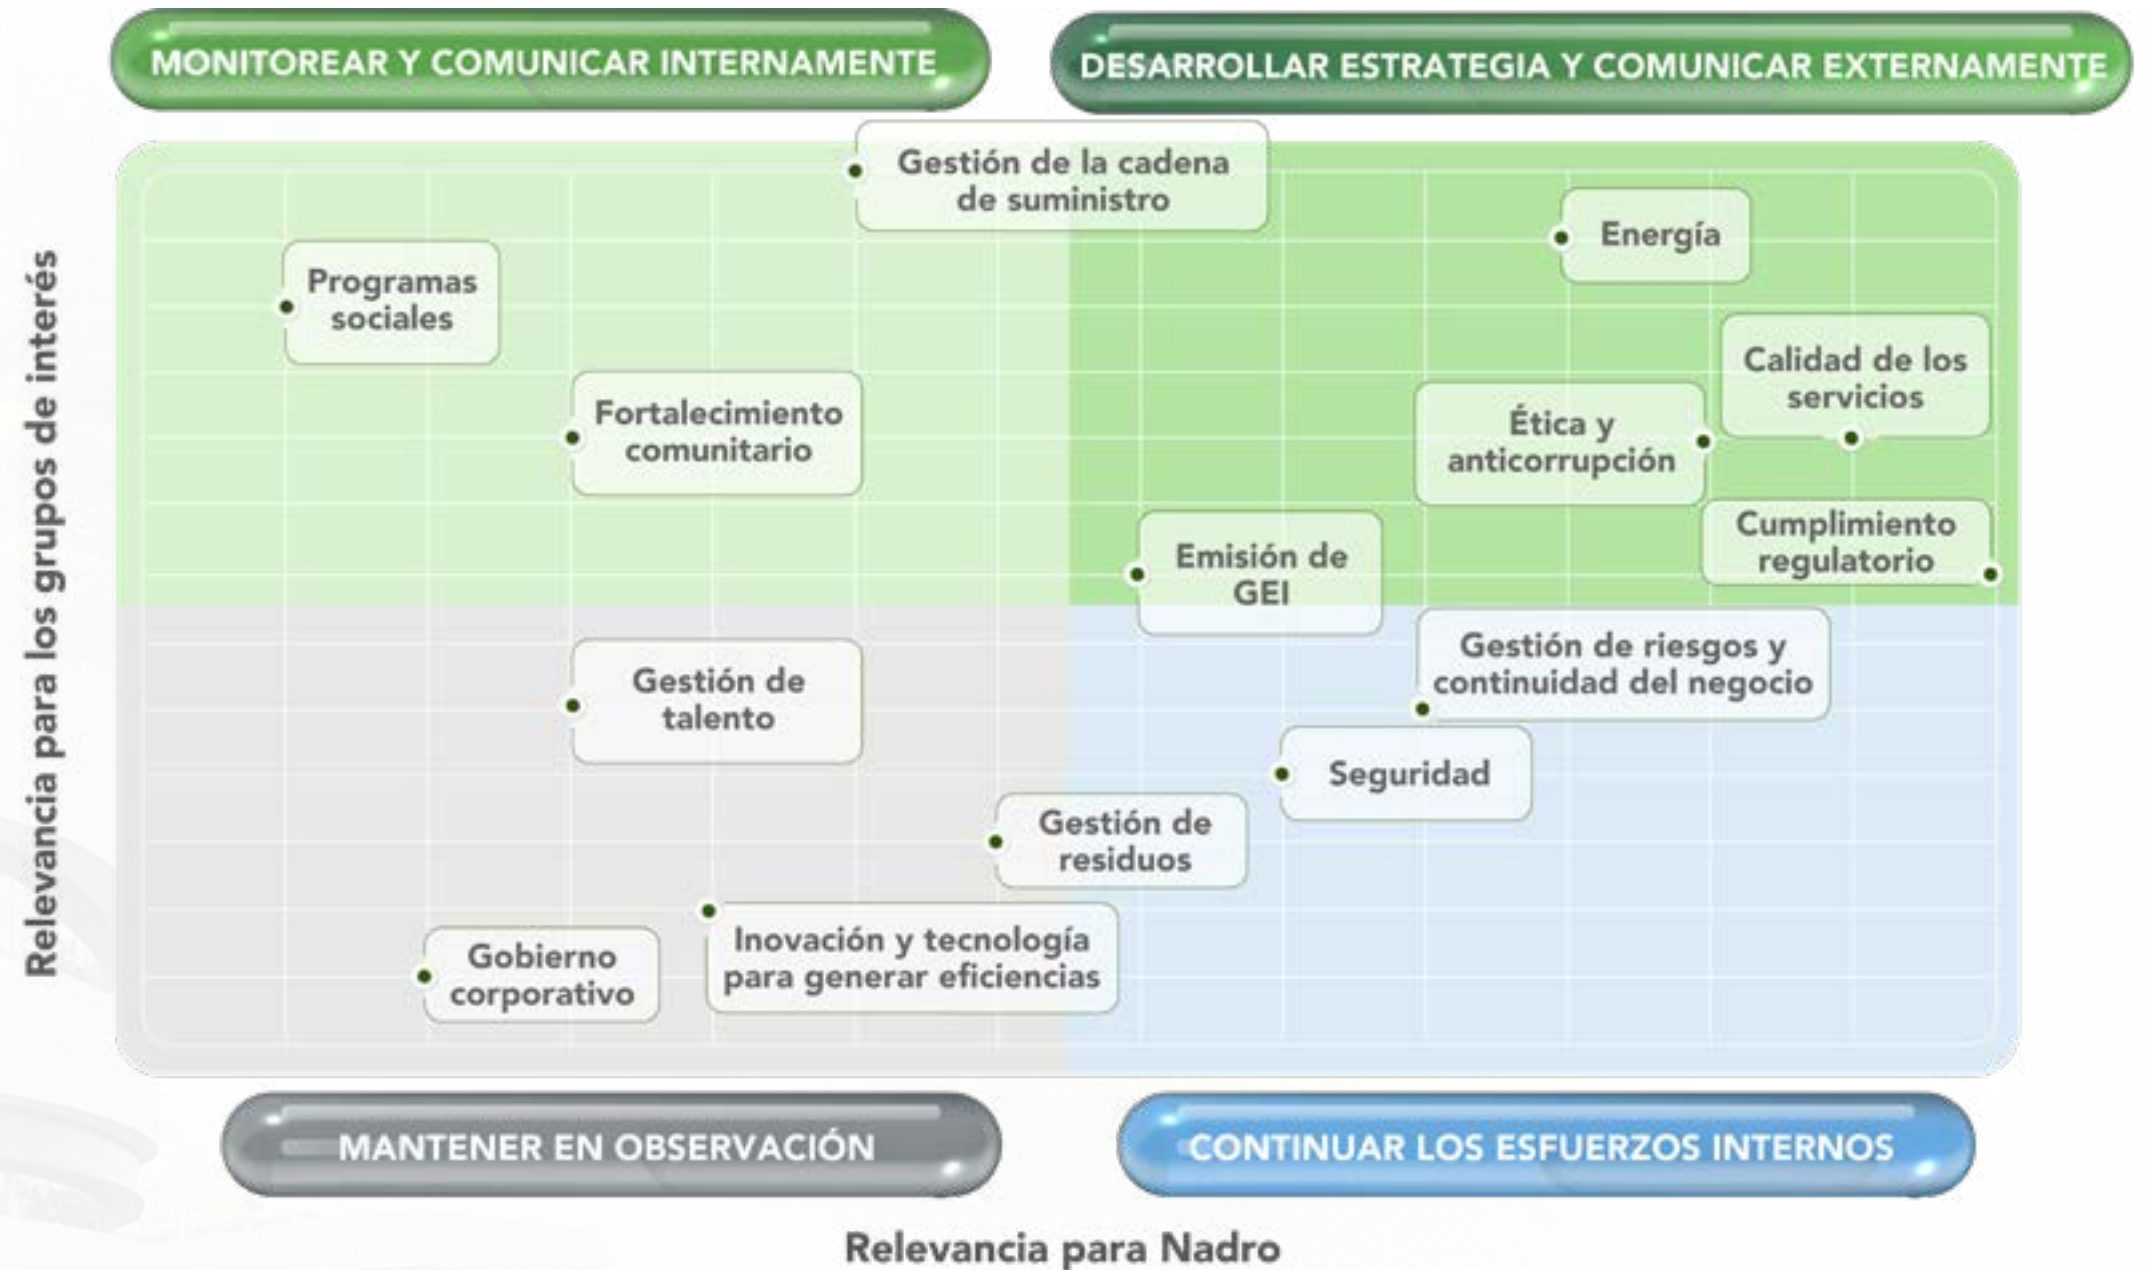 MONITOREAR Y COMUNICAR INTERNAMENTE
DESARROLLAR ESTRATEGIA Y COMUNICAR EXTERNAMENTE
Relevancia para los grupos de interés
Gestión de la cadena
de suministro
Energía
Programas
sociales
Calidad de los
servicios
Fortalecimiento
comunitario
Ética y
anticorrupción
Cumplimiento
regulatorio
Emisión de
GEI
Gestión de riesgos y
continuidad del negocio
Gestión de
talento
Seguridad
Gestión de
residuos
Inovación y tecnología
para generar eficiencias
Gobierno
corporativo
MANTENER EN OBSERVACIÓN
CONTINUAR LOS ESFUERZOS INTERNOS
Relevancia para Nadro